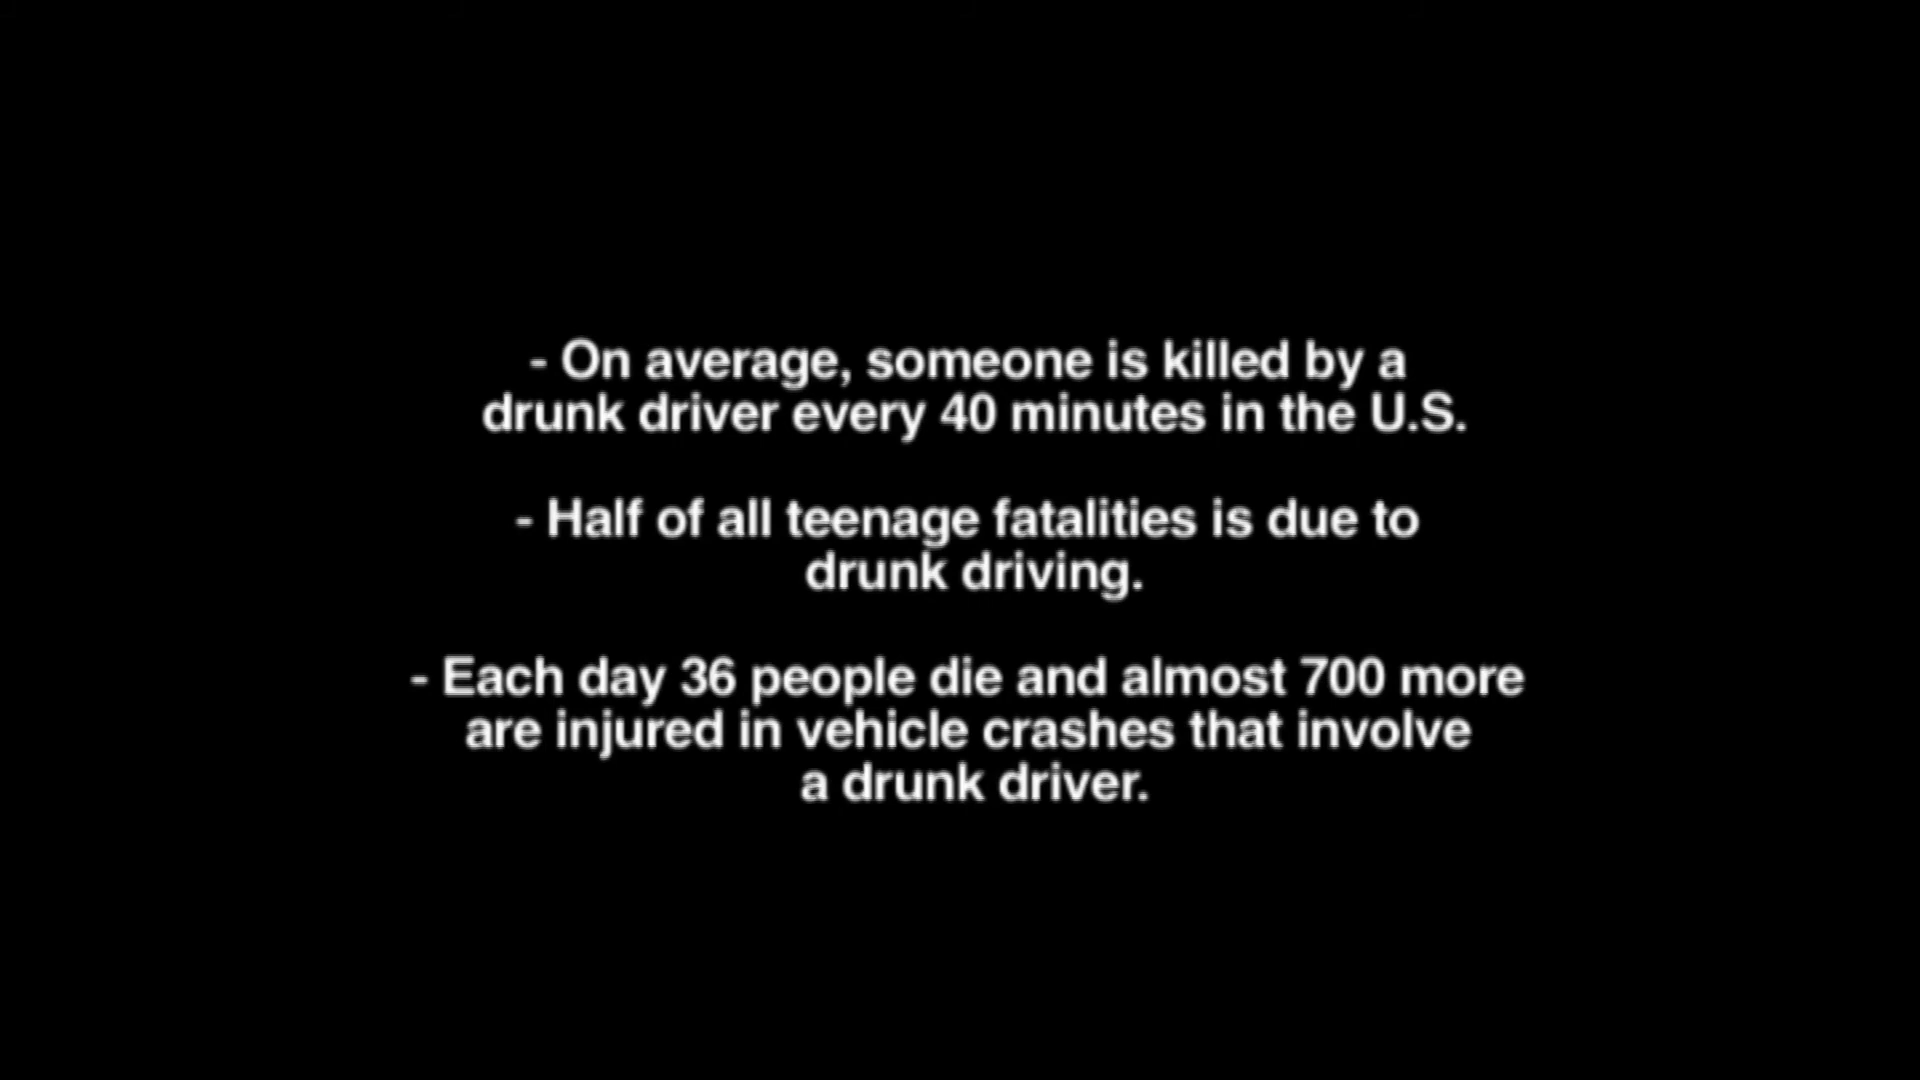 - On average, someone is killed by a
drunk driver every 40 minutes in the U.S.
- Half of all teenage fatalities is due to
drunk driving.
- Each day 36 people die and almost 700 more
are injured in vehicle crashes that involve
a drunk driver.